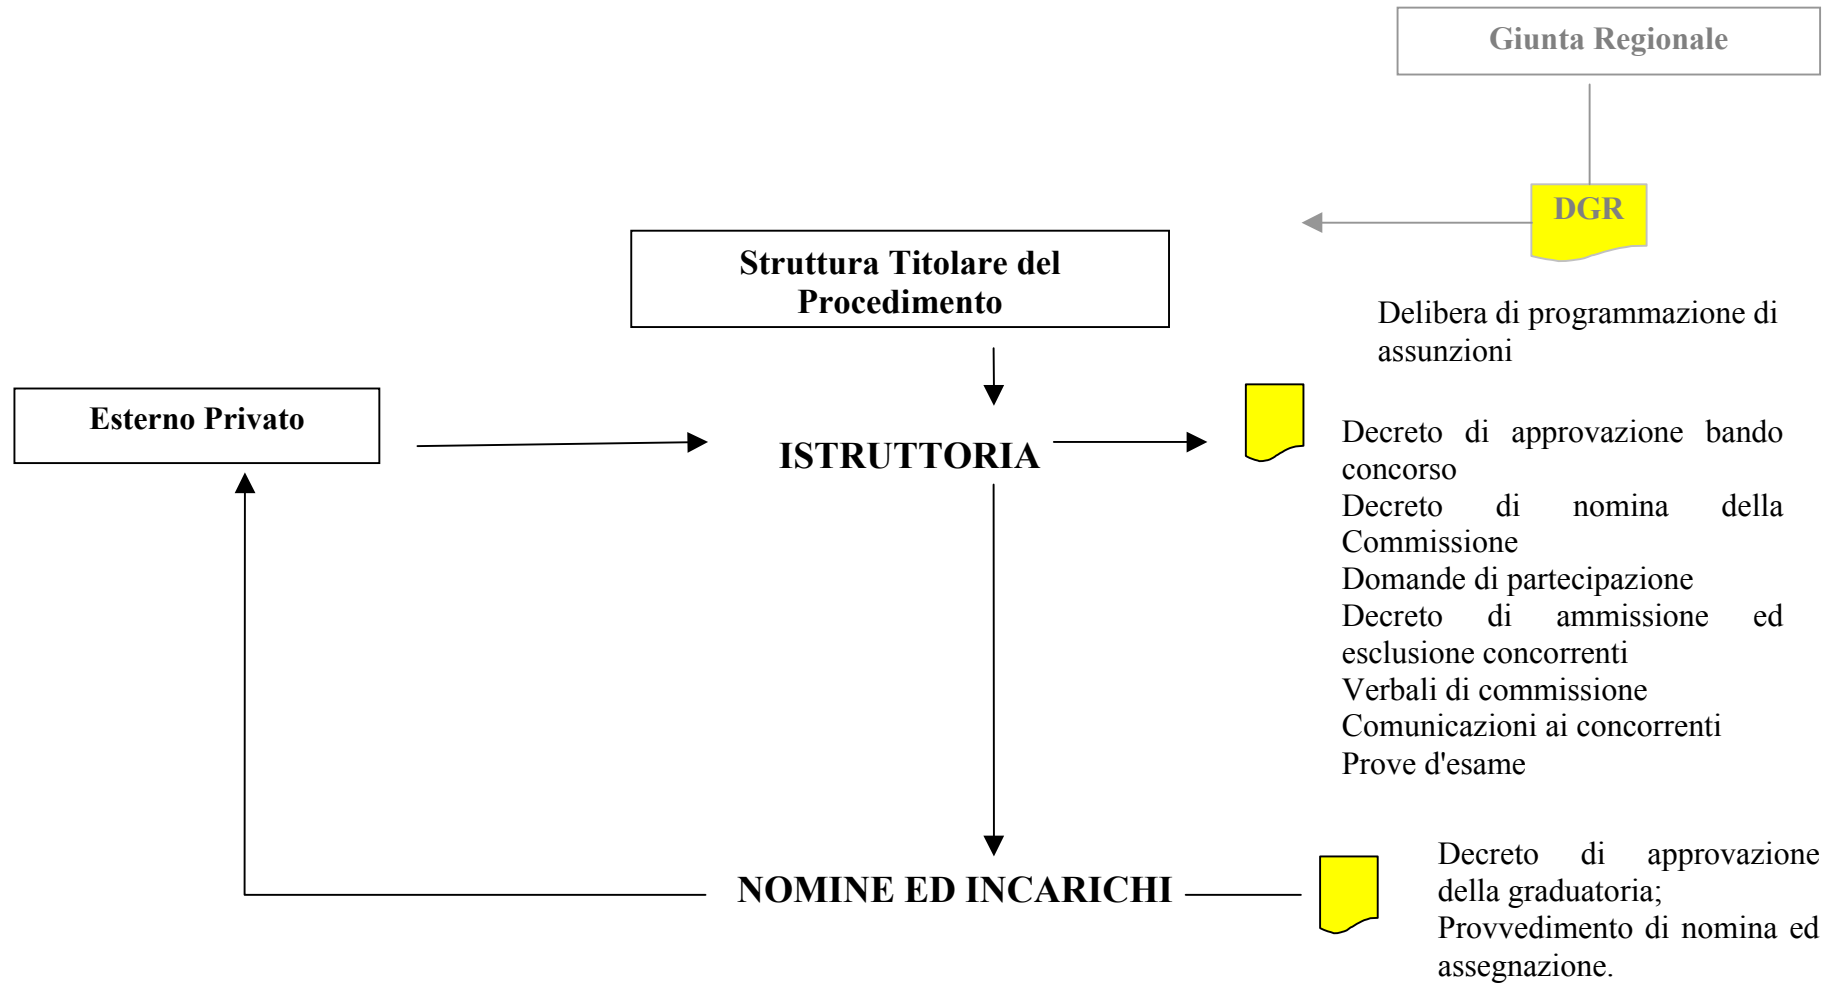 Giunta Regionale
DGR
Struttura Titolare del
Procedimento
Delibera di programmazione di
assunzioni
Esterno Privato
ISTRUTTORIA
Decreto di approvazione bando
concorso
Decreto di nomina della
Commissione
Domande di partecipazione
Decreto di ammissione ed
esclusione concorrenti
Verbali di commissione
Comunicazioni ai concorrenti
Prove d'esame
NOMINE ED INCARICHI
Decreto di approvazione
della graduatoria;
Provvedimento di nomina ed
assegnazione.